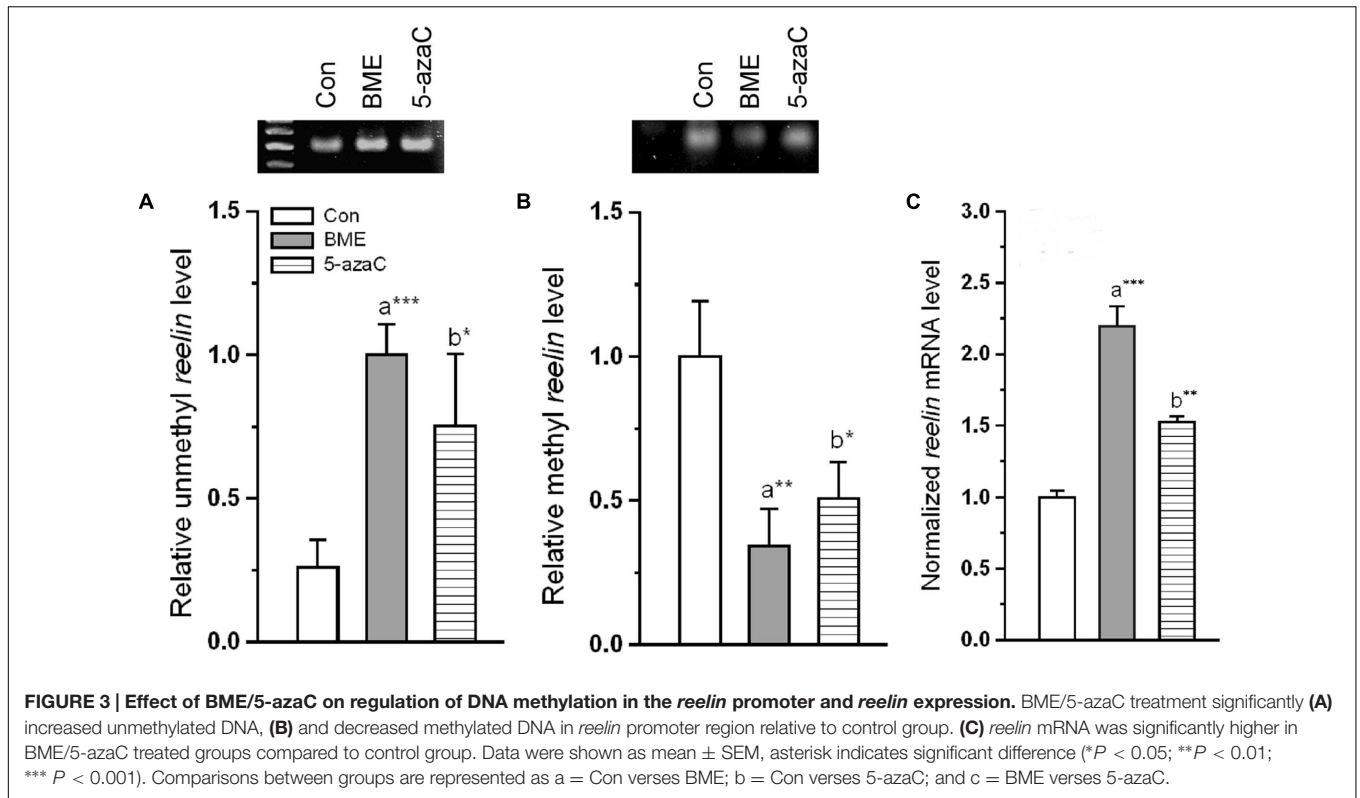 Con BME 5-azaC
Con BME 5-azaC
A
Relative unmethyl reelin level
1.5
1.0
0.5
0.0
Con
BME
5-azaC
a***
b*
B
Relative methyl reelin level
1.5
1.0
0.5
0.0
a**
b*
C
Normalized reelin mRNA level
3.0
2.5
2.0
1.5
1.0
0.5
0.0
a***
b**
FIGURE 3 | Effect of BME/5-azaC on regulation of DNA methylation in the reelin promoter and reelin expression. BME/5-azaC treatment significantly (A)
increased unmethylated DNA, (B) and decreased methylated DNA in reelin promoter region relative to control group. (C) reelin mRNA was significantly higher in
BME/5-azaC treated groups compared to control group. Data were shown as mean ± SEM, asterisk indicates significant difference (*P < 0.05; **P < 0.01;
*** P < 0.001). Comparisons between groups are represented as a = Con verses BME; b = Con verses 5-azaC; and c = BME verses 5-azaC.